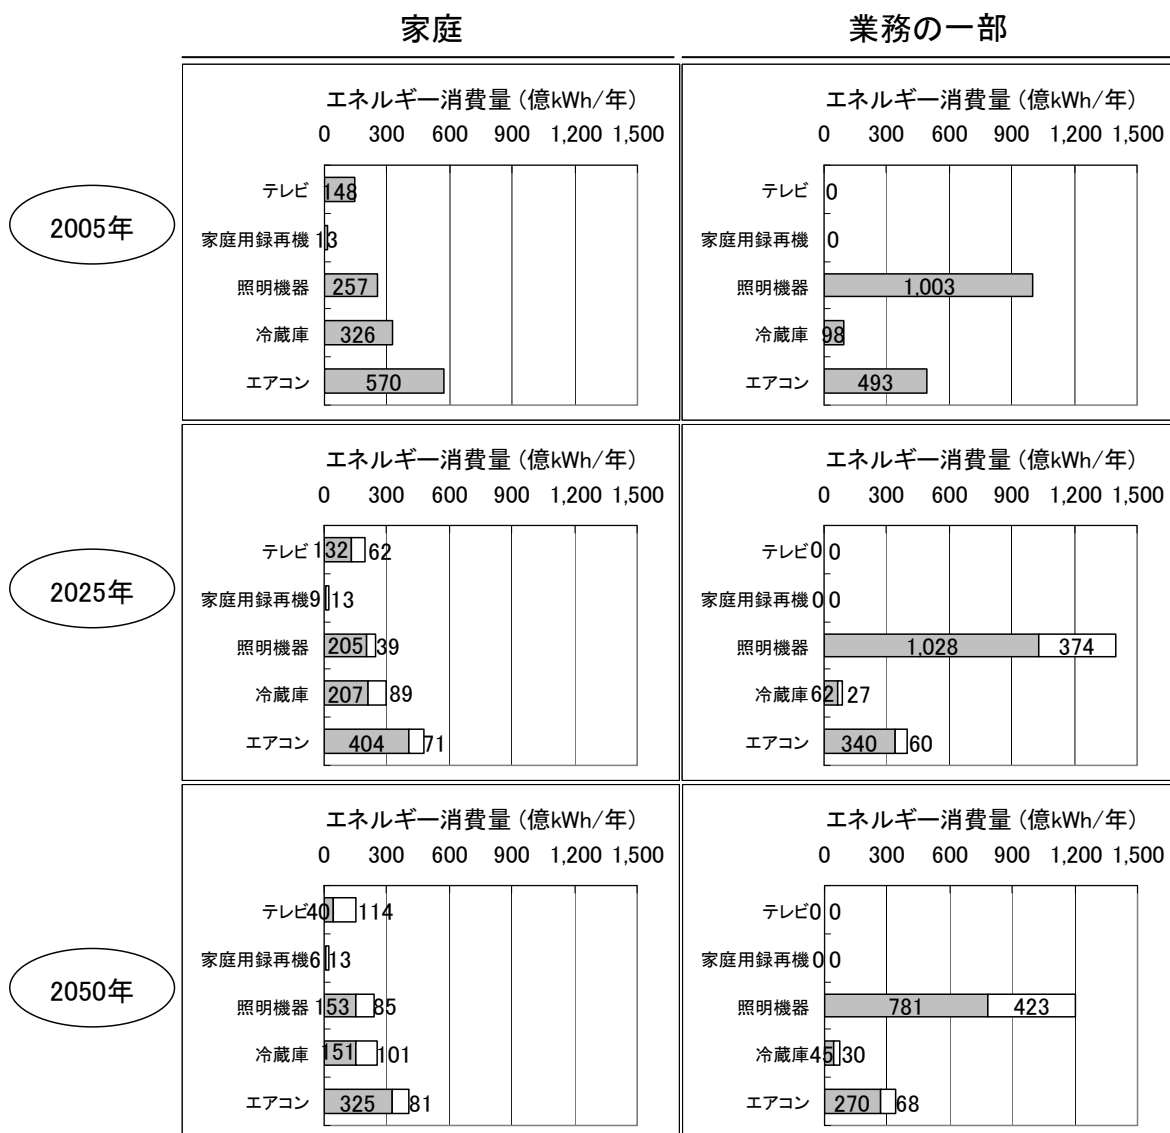 家庭
業務の一部
2005年
エネルギー消費量(億kWh/年)
0 300 600 900 1,200 1,500
テレビ 148
家庭用録再機 13
照明機器 257
冷蔵庫 326
エアコン 570
エネルギー消費量(億kWh/年)
0 300 600 900 1,200 1,500
テレビ 0
家庭用録再機 0
照明機器 1,003
冷蔵庫 98
エアコン 493
2025年
エネルギー消費量(億kWh/年)
0 300 600 900 1,200 1,500
テレビ 132 62
家庭用録再機 9 13
照明機器 205 39
冷蔵庫 207 89
エアコン 404 71
エネルギー消費量(億kWh/年)
0 300 600 900 1,200 1,500
テレビ 0 0
家庭用録再機 0 0
照明機器 1,028 374
冷蔵庫 62 27
エアコン 340 60
2050年
エネルギー消費量(億kWh/年)
0 300 600 900 1,200 1,500
テレビ 40 114
家庭用録再機 6 13
照明機器 153 85
冷蔵庫 151 101
エアコン 325 81
エネルギー消費量(億kWh/年)
0 300 600 900 1,200 1,500
テレビ 0 0
家庭用録再機 0 0
照明機器 781 423
冷蔵庫 45 30
エアコン 270 68